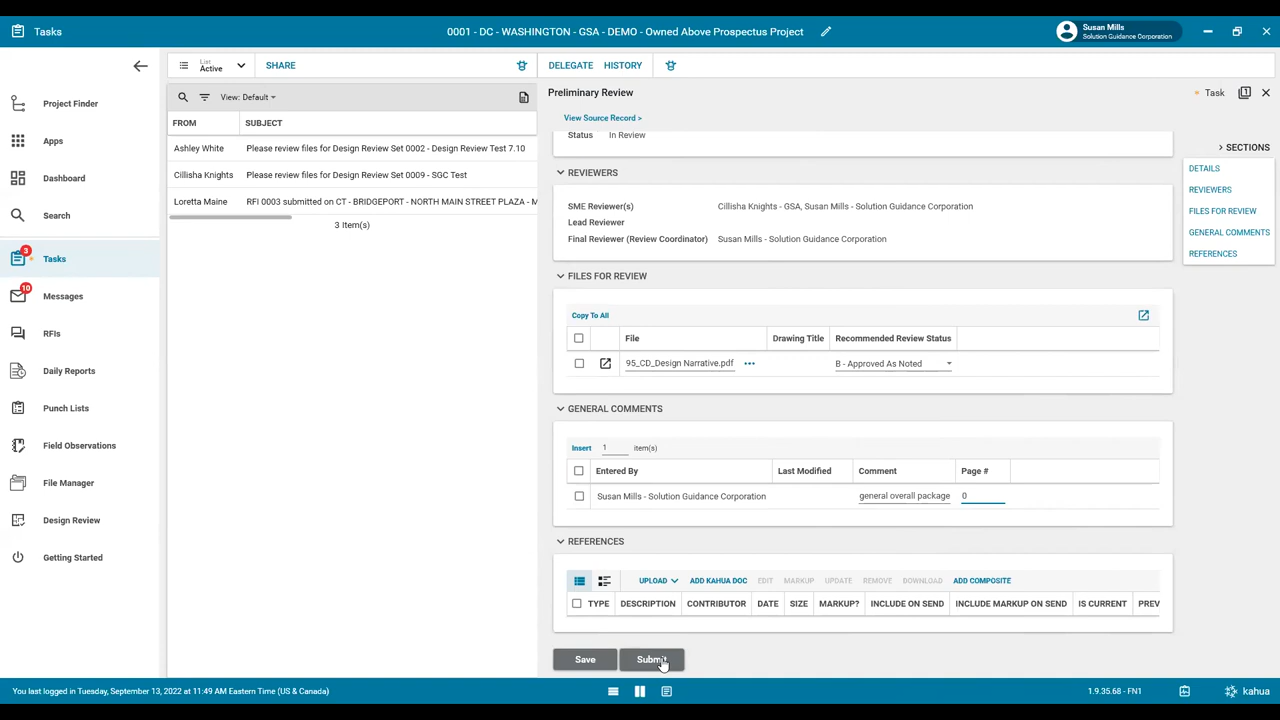 Tasks
0001 - DC - WASHINGTON - GSA - DEMO - Owned Above Prospectus Project
Susan Mills
Solution Guidance Corporation
Project Finder
Apps
Dashboard
Search
3
Tasks
10
Messages
RFIs
Daily Reports
Punch Lists
Field Observations
File Manager
Design Review
Getting Started
List
Active
SHARE
View: Default
FROM SUBJECT
Ashley White Please review files for Design Review Set 0002 - Design Review Test 7.10
Cillisha Knights Please review files for Design Review Set 0009 - SGC Test
Loretta Maine RFI 0003 submitted on CT - BRIDGEPORT - NORTH MAIN STREET PLAZA - M
3 Item(s)
DELEGATE HISTORY
Preliminary Review
Task 1
View Source Record >
Status In Review
REVIEWERS
SME Reviewer(s) Cillisha Knights - GSA, Susan Mills - Solution Guidance Corporation
Lead Reviewer
Final Reviewer (Review Coordinator) Susan Mills - Solution Guidance Corporation
FILES FOR REVIEW
Copy To All
File Drawing Title Recommended Review Status
95_CD_Design Narrative.pdf ••• B - Approved As Noted
GENERAL COMMENTS
Insert 1 item(s)
Entered By Last Modified Comment Page #
Susan Mills - Solution Guidance Corporation general overall package 0
REFERENCES
UPLOAD ADD KAHUA DOC EDIT MARKUP UPDATE REMOVE DOWNLOAD ADD COMPOSITE
TYPE DESCRIPTION CONTRIBUTOR DATE SIZE MARKUP? INCLUDE ON SEND INCLUDE MARKUP ON SEND IS CURRENT PREV
Save Submit
SECTIONS
DETAILS
REVIEWERS
FILES FOR REVIEW
GENERAL COMMENTS
REFERENCES
You last logged in Tuesday, September 13, 2022 at 11:49 AM Eastern Time (US & Canada)
1.9.35.68 - FN1
kahua